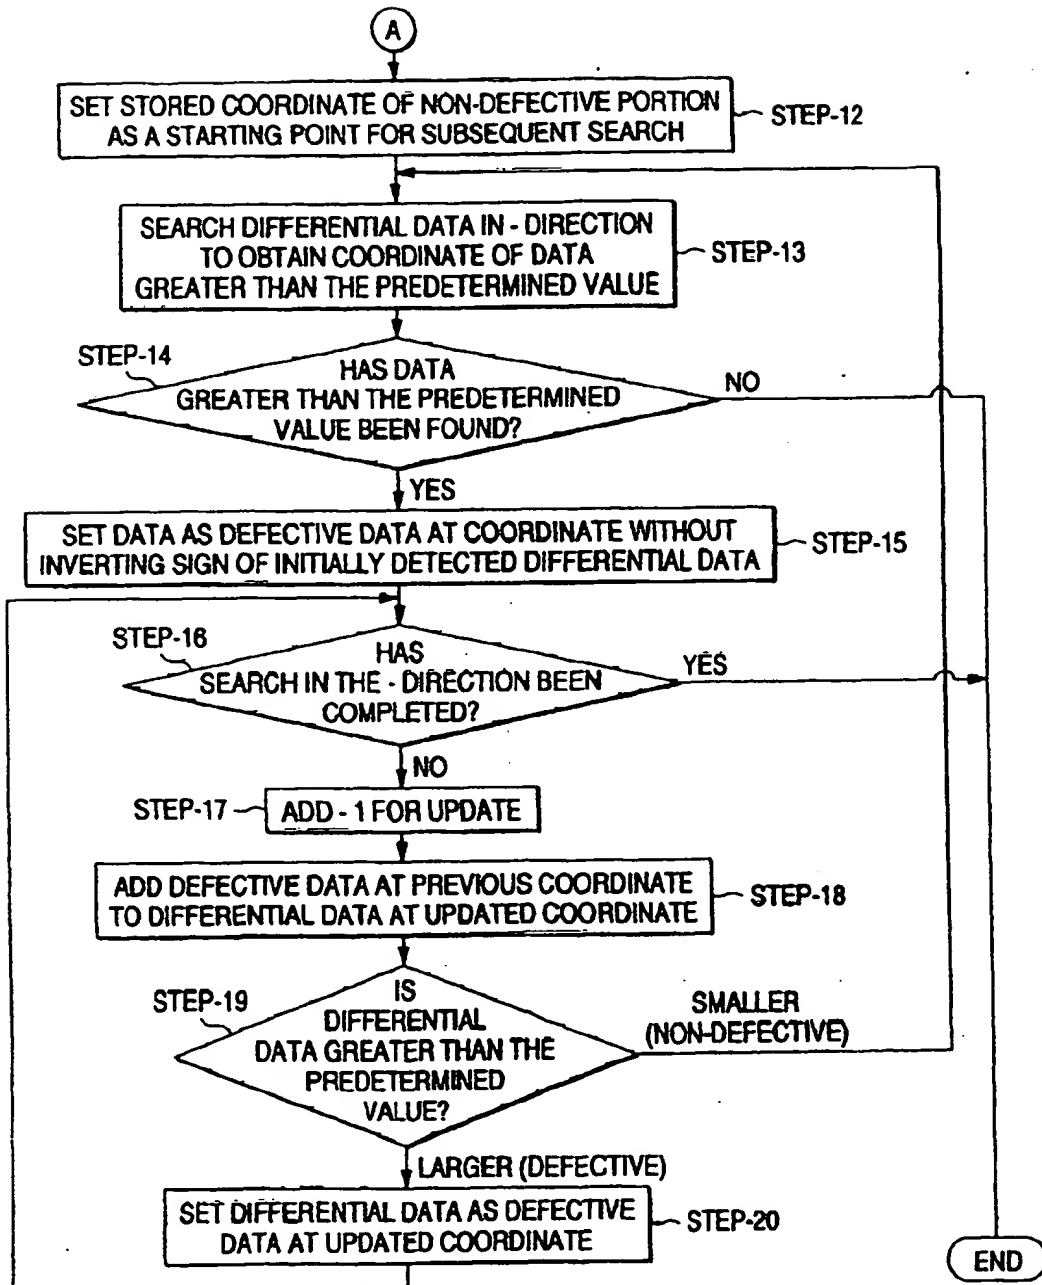 A
SET STORED COORDINATE OF NON-DEFECTIVE PORTION
AS A STARTING POINT FOR SUBSEQUENT SEARCH
STEP-12
SEARCH DIFFERENTIAL DATA IN - DIRECTION
TO OBTAIN COORDINATE OF DATA
GREATER THAN THE PREDETERMINED VALUE
STEP-13
STEP-14
HAS DATA
GREATER THAN THE PREDETERMINED
VALUE BEEN FOUND?
NO
YES
SET DATA AS DEFECTIVE DATA AT COORDINATE WITHOUT
INVERTING SIGN OF INITIALLY DETECTED DIFFERENTIAL DATA
STEP-15
STEP-16
HAS
SEARCH IN THE - DIRECTION BEEN
COMPLETED?
YES
NO
STEP-17
ADD - 1 FOR UPDATE
ADD DEFECTIVE DATA AT PREVIOUS COORDINATE
TO DIFFERENTIAL DATA AT UPDATED COORDINATE
STEP-18
STEP-19
IS
DIFFERENTIAL
DATA GREATER THAN THE
PREDETERMINED
VALUE?
SMALLER
(NON-DEFECTIVE)
LARGER (DEFECTIVE)
SET DIFFERENTIAL DATA AS DEFECTIVE
DATA AT UPDATED COORDINATE
STEP-20
END